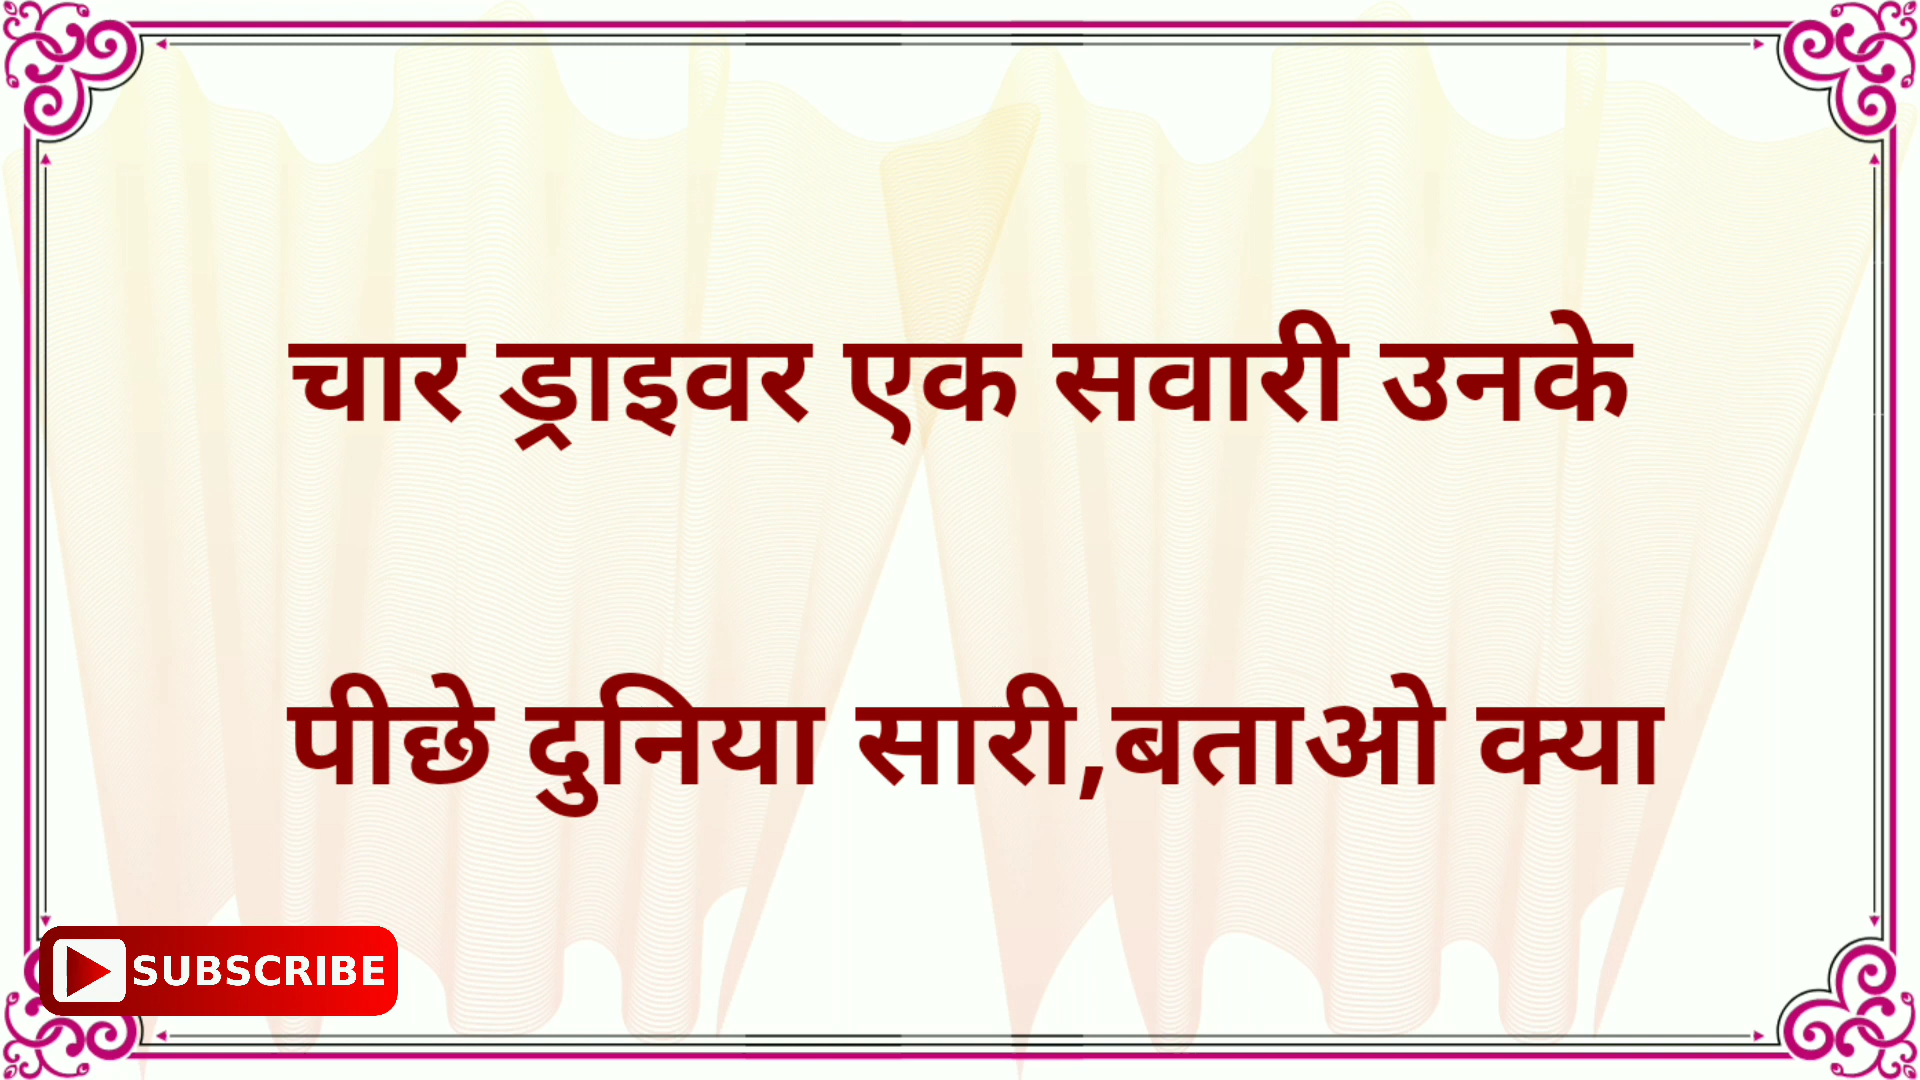 चार ड्राइवर एक सवारी उनके
पीछे दुनिया सारी,बताओ क्या
SUBSCRIBE